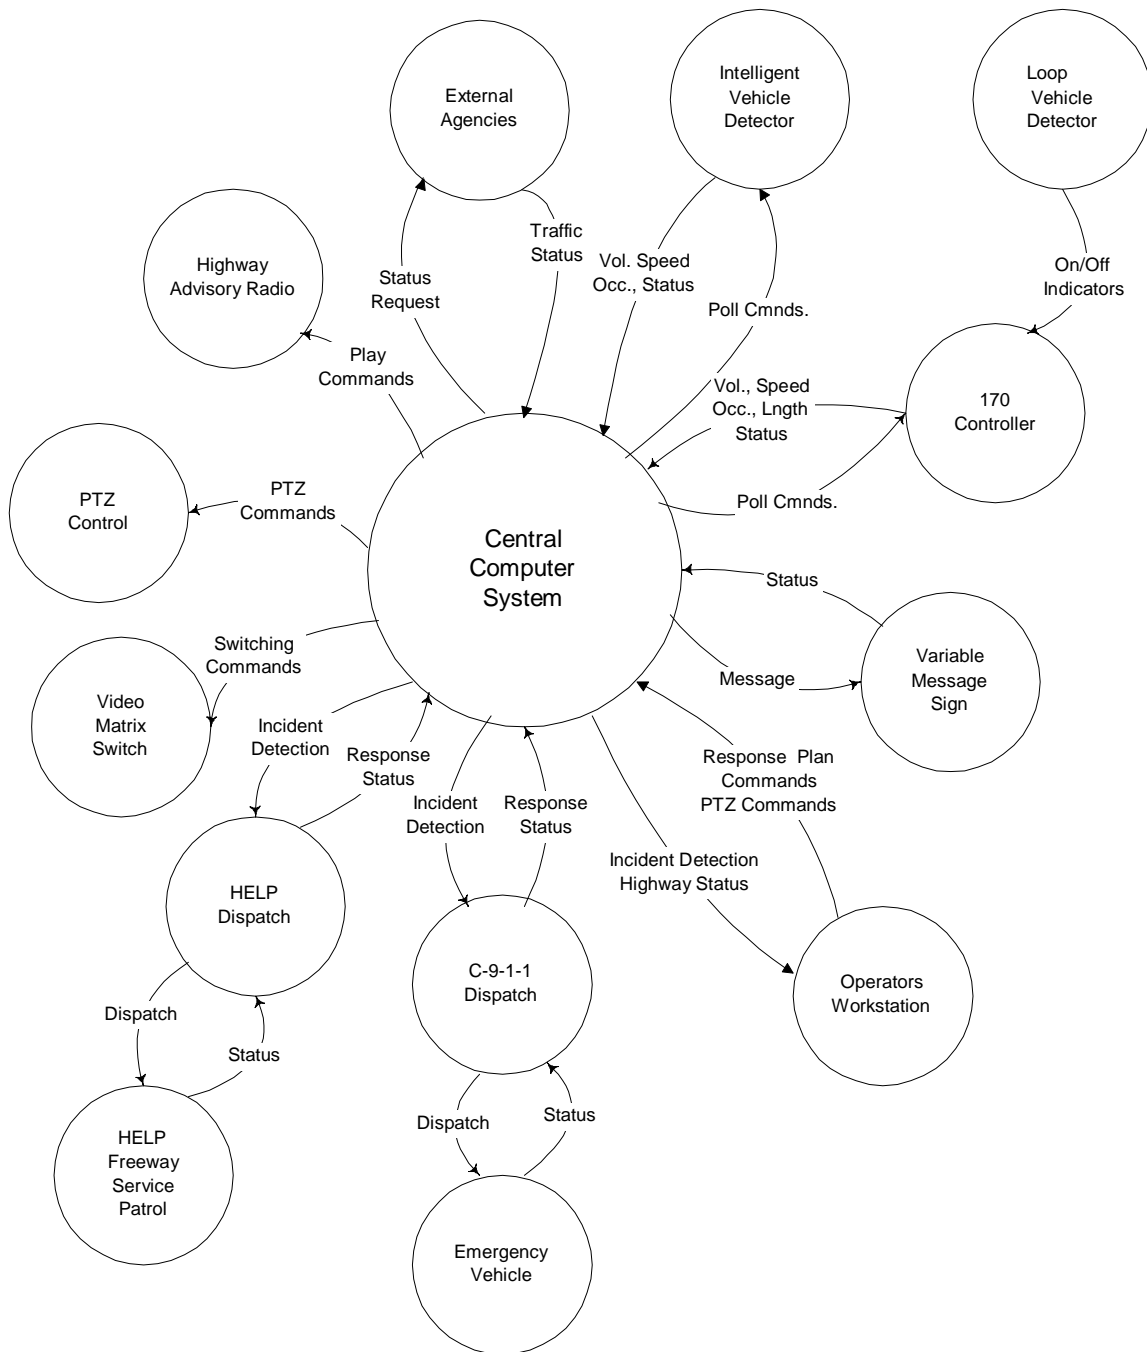 External
Agencies
Intelligent
Vehicle
Detector
Loop
Vehicle
Detector
Highway
Advisory Radio
Status
Request
Traffic
Status
Vol. Speed
Occ., Status
Poll Cmnds.
On/Off
Indicators
Play
Commands
Vol., Speed
Occ., Lngth
Status
170
Controller
PTZ
Control
PTZ
Commands
Poll Cmnds.
Central
Computer
System
Status
Switching
Commands
Video
Matrix
Switch
Message
Variable
Message
Sign
Incident
Detection
Response
Status
Incident
Detection
Response
Status
Response Plan
Commands
PTZ Commands
Incident Detection
Highway Status
HELP
Dispatch
C-9-1-1
Dispatch
Operators
Workstation
Dispatch
Status
HELP
Freeway
Service
Patrol
Dispatch
Status
Emergency
Vehicle